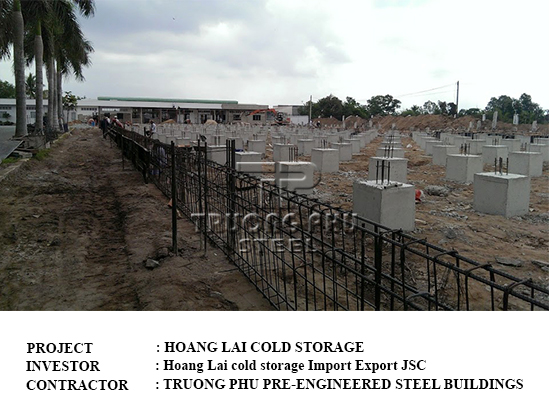 TP
TRUONG PHU
STEEL
PROJECT : HOANG LAI COLD STORAGE
INVESTOR : Hoang Lai cold storage Import Export JSC
CONTRACTOR : TRUONG PHU PRE-ENGINEERED STEEL BUILDINGS